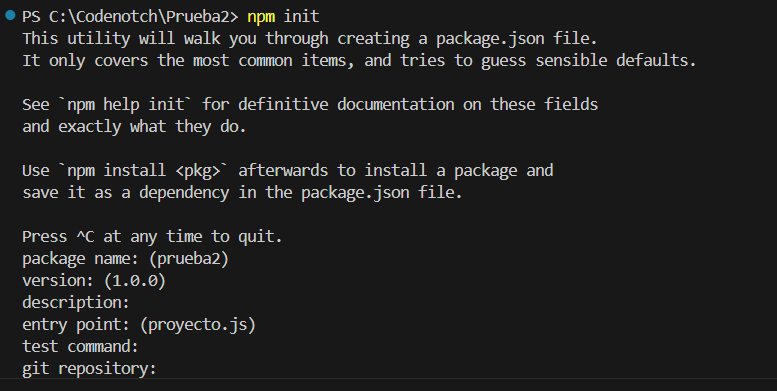 PS C:\Codenotch\Prueba2> npm init
This utility will walk you through creating a package.json file.
It only covers the most common items, and tries to guess sensible defaults.

See `npm help init` for definitive documentation on these fields
and exactly what they do.

Use `npm install <pkg>` afterwards to install a package and
save it as a dependency in the package.json file.

Press ^C at any time to quit.
package name: (prueba2)
version: (1.0.0)
description:
entry point: (proyecto.js)
test command:
git repository: